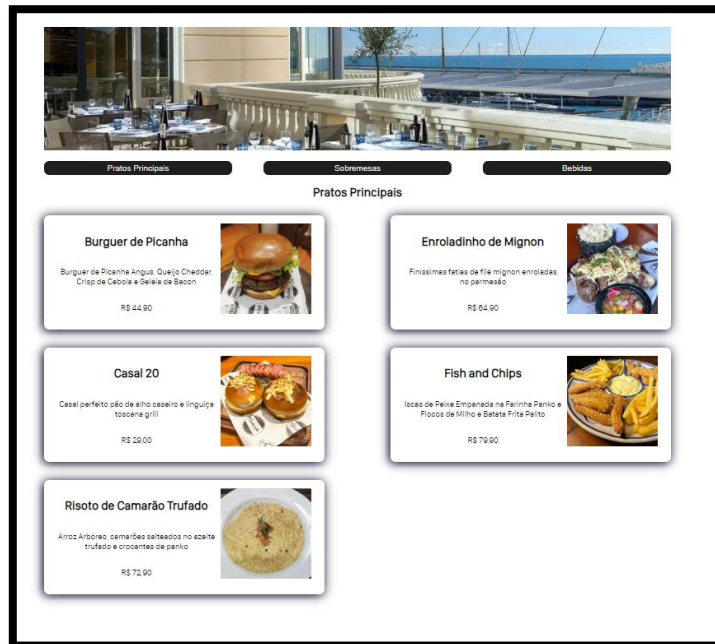 Pratos Principais
Sobremesas
Bebidas
Pratos Principais
Burguer de Picanha
Burguer de Picanha Angus, Queijo Cheddar,
Crisp de Cebola e Geléia de Bacon
R$ 44,90
Enroladinho de Mignon
Finíssimas fatias de filé mignon enroladas
no parmesão
R$ 64,90
Casal 20
Casal perfeito pão de alho caseiro e linguiça
toscana grill
R$ 29,00
Fish and Chips
Iscas de Peixe Empanada na Farinha Panko e
Flocos de Milho e Batata Frita Palito
R$ 79,90
Risoto de Camarão Trufado
Arroz Arbóreo, camarões salteados no azeite
trufado e crocantes de panko
R$ 72,90